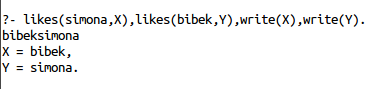 ?- likes(simona,X),likes(bibek,Y),write(X),write(Y).
bibeksimona
X = bibek,
Y = simona.